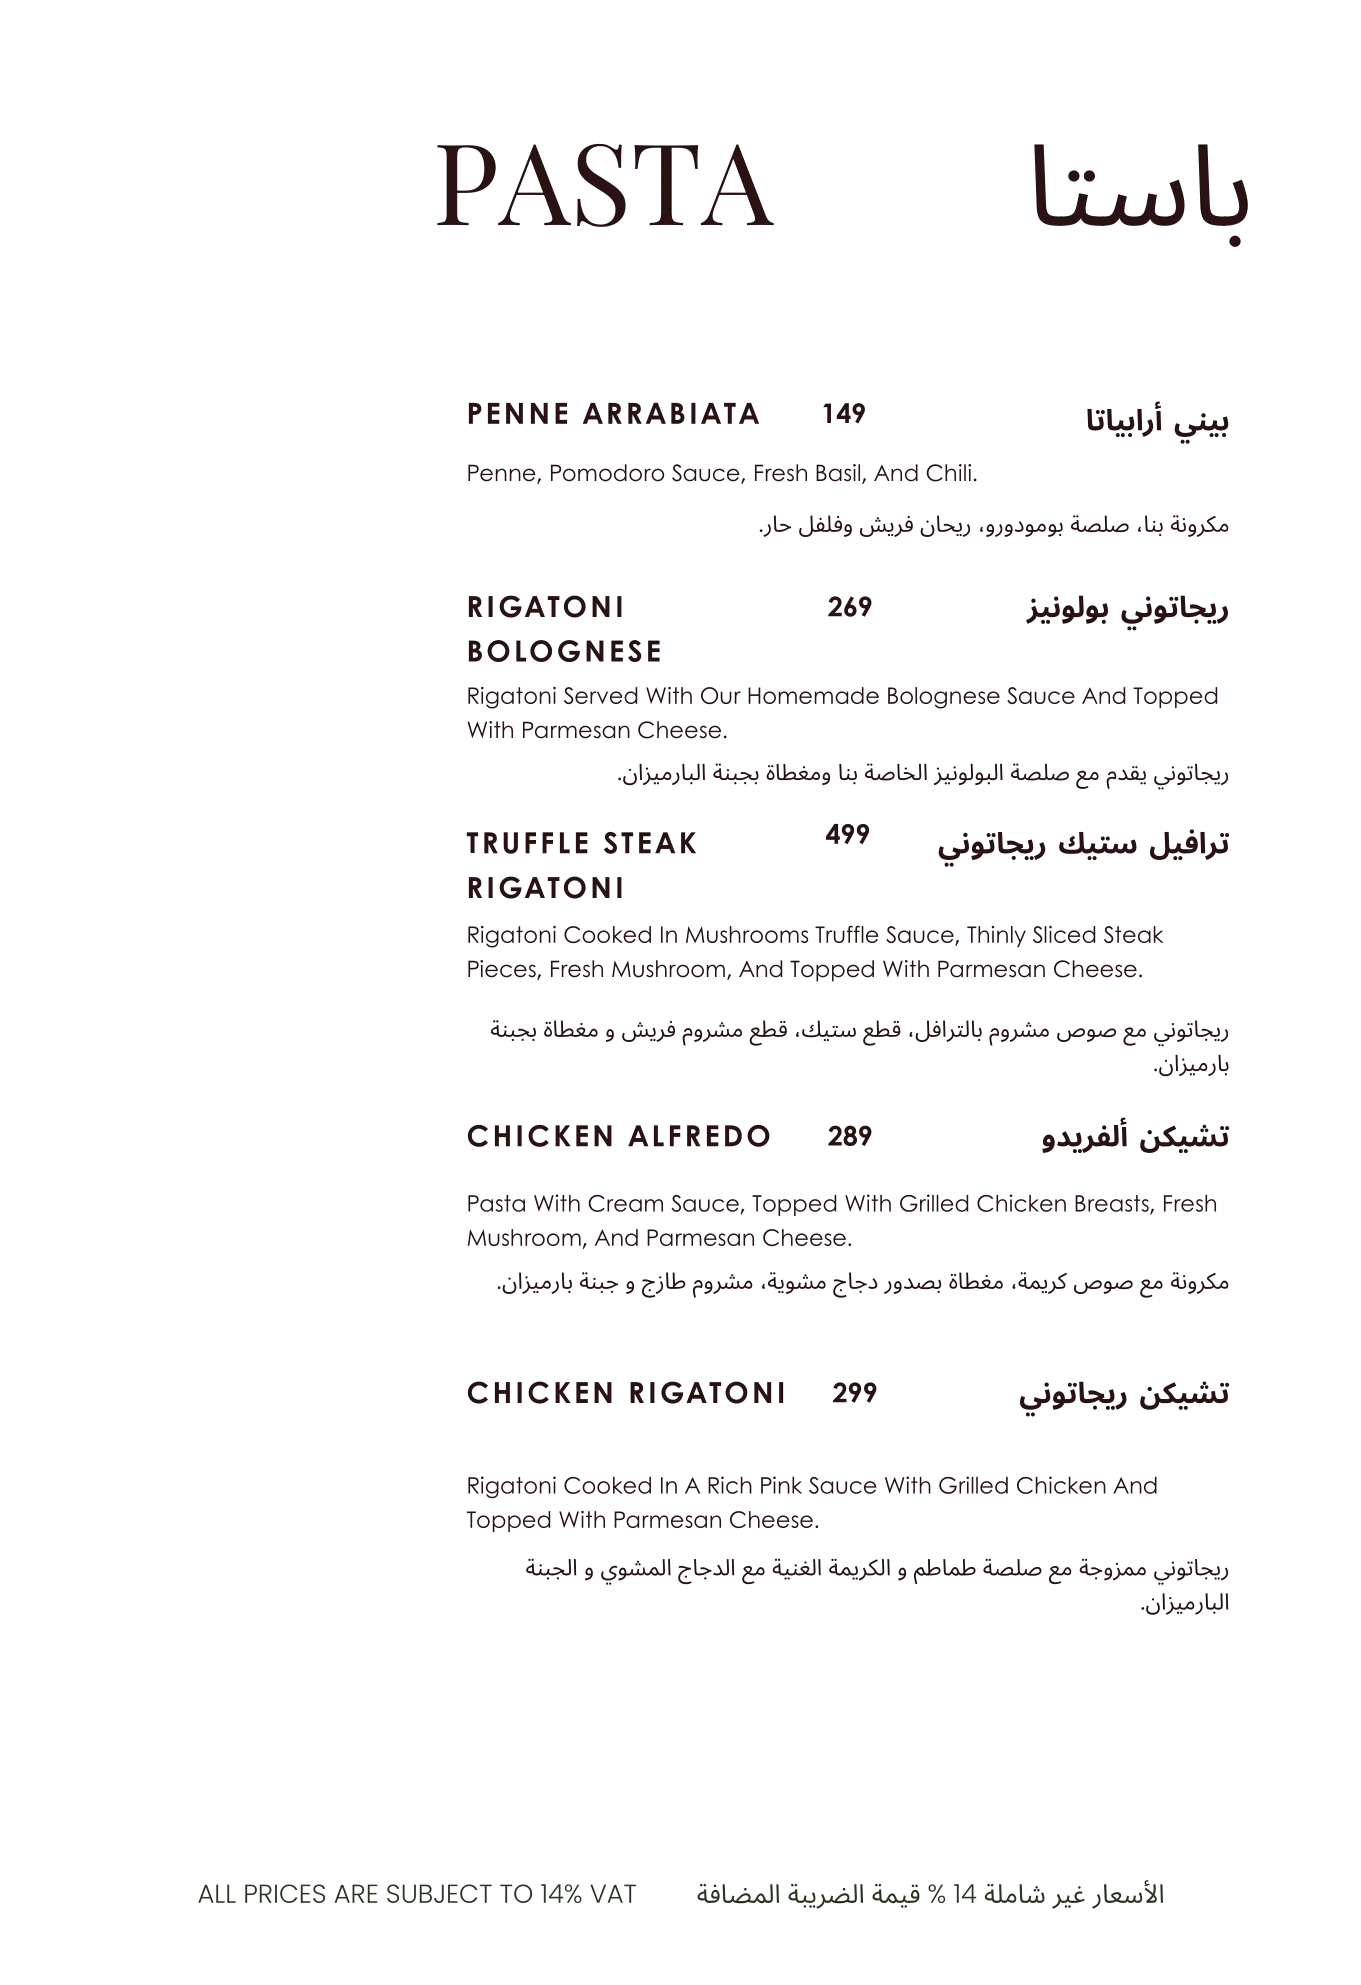 PASTA باستا
PENNE ARRABIATA 149 بيني أرابياتا
Penne, Pomodoro Sauce, Fresh Basil, And Chili.
مكرونة بنا، صلصة بومودورو، ريحان فريش وفلفل حار.
RIGATONI 269 ريجاتوني بولونيز
BOLOGNESE
Rigatoni Served With Our Homemade Bolognese Sauce And Topped
With Parmesan Cheese.
ريجاتوني يقدم مع صلصة البولونيز الخاصة بنا ومغطاة بجبنة البارميزان.
TRUFFLE STEAK 499 ترافيل ستيك ريجاتوني
RIGATONI
Rigatoni Cooked In Mushrooms Truffle Sauce, Thinly Sliced Steak
Pieces, Fresh Mushroom, And Topped With Parmesan Cheese.
ريجاتوني مع صوص مشروم بالترافل، قطع ستيك، قطع مشروم فريش و مغطاة بجبنة
بارميزان.
CHICKEN ALFREDO 289 تشيكن ألفريدو
Pasta With Cream Sauce, Topped With Grilled Chicken Breasts, Fresh
Mushroom, And Parmesan Cheese.
مكرونة مع صوص كريمة، مغطاة بصدور دجاج مشوية، مشروم طازج و جبنة بارميزان.
CHICKEN RIGATONI 299 تشيكن ريجاتوني
Rigatoni Cooked In A Rich Pink Sauce With Grilled Chicken And
Topped With Parmesan Cheese.
ريجاتوني ممزوجة مع صلصة طماطم و الكريمة الغنية مع الدجاج المشوي و الجبنة
البارميزان.
ALL PRICES ARE SUBJECT TO 14% VAT الأسعار غير شاملة 14 % قيمة الضريبة المضافة